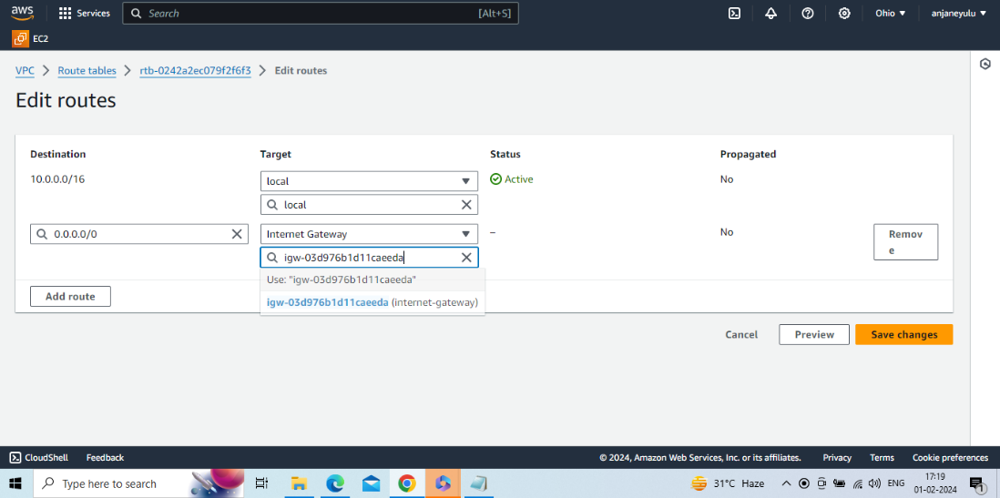 aws Services Search [Alt+S] Ohio ▼ anjaneyulu ▼
EC2
VPC > Route tables > rtb-0242a2ec079f2f6f3 > Edit routes
Edit routes
Destination Target Status Propagated
10.0.0.0/16 local Active No
local
0.0.0.0/0 Internet Gateway – No Remov
e
igw-03d976b1d11caeeda
Use: "igw-03d976b1d11caeeda"
igw-03d976b1d11caeeda (internet-gateway)
Add route
Cancel Preview Save changes
CloudShell Feedback © 2024, Amazon Web Services, Inc. or its affiliates. Privacy Terms Cookie preferences
Type here to search 31°C Haze ENG 17:19
01-02-2024 1